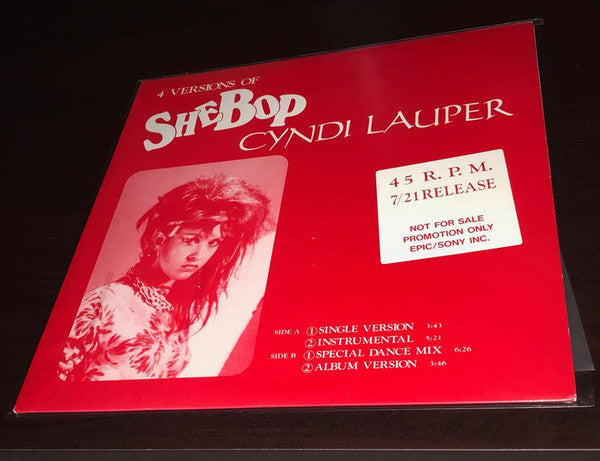 4 VERSIONS OF
SHE BOP
CYNDI LAUPER
45 R.P.M.
7/21 RELEASE
NOT FOR SALE
PROMOTION ONLY
EPIC/SONY INC.
SIDE A ① SINGLE VERSION 3:43
② INSTRUMENTAL 5:21
SIDE B ① SPECIAL DANCE MIX 6:26
② ALBUM VERSION 3:46